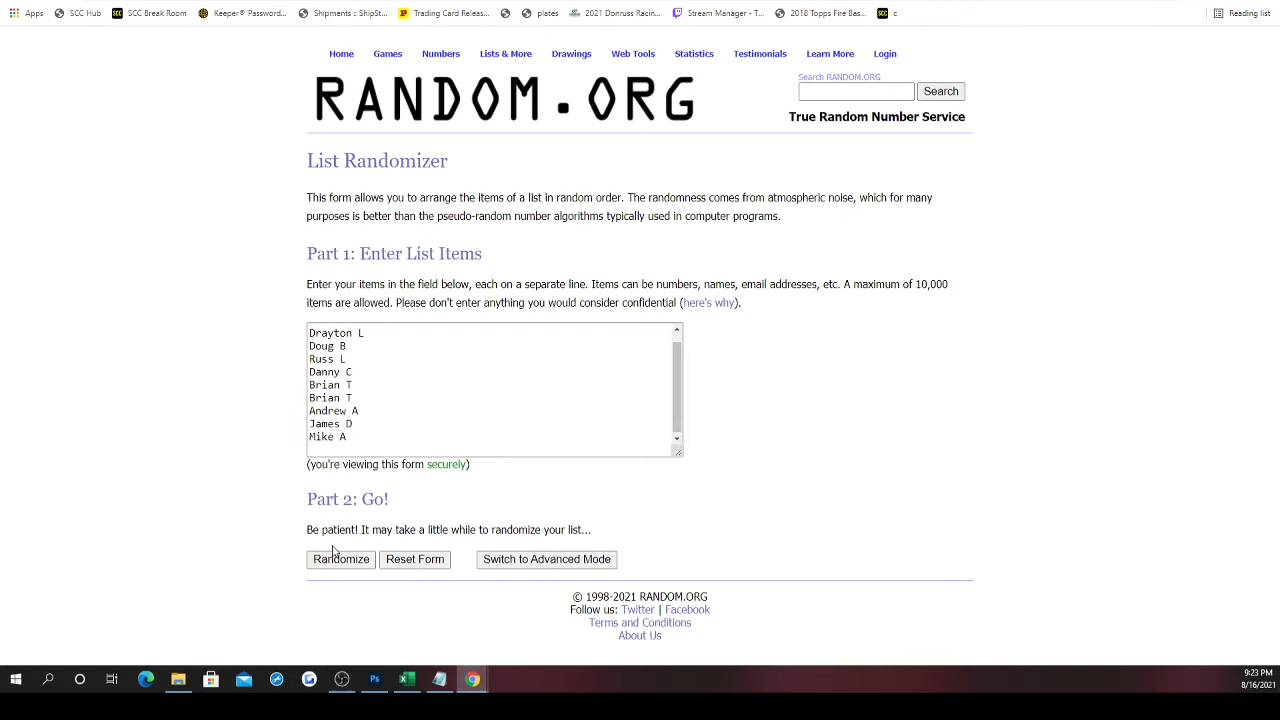 Apps SCC Hub SCC Break Room Keeper® Password... Shipments :: ShipSt... Trading Card Releas... plates 2021 Donruss Racin... Stream Manager - T... 2018 Topps Fire Bas... c Reading list
Home Games Numbers Lists & More Drawings Web Tools Statistics Testimonials Learn More Login
RANDOM.ORG
Search RANDOM.ORG
Search
True Random Number Service
List Randomizer
This form allows you to arrange the items of a list in random order. The randomness comes from atmospheric noise, which for many
purposes is better than the pseudo-random number algorithms typically used in computer programs.
Part 1: Enter List Items
Enter your items in the field below, each on a separate line. Items can be numbers, names, email addresses, etc. A maximum of 10,000
items are allowed. Please don't enter anything you would consider confidential (here's why).
Drayton L
Doug B
Russ L
Danny C
Brian T
Brian T
Andrew A
James D
Mike A
(you're viewing this form securely)
Part 2: Go!
Be patient! It may take a little while to randomize your list...
Randomize Reset Form Switch to Advanced Mode
© 1998-2021 RANDOM.ORG
Follow us: Twitter | Facebook
Terms and Conditions
About Us
9:23 PM
8/16/2021